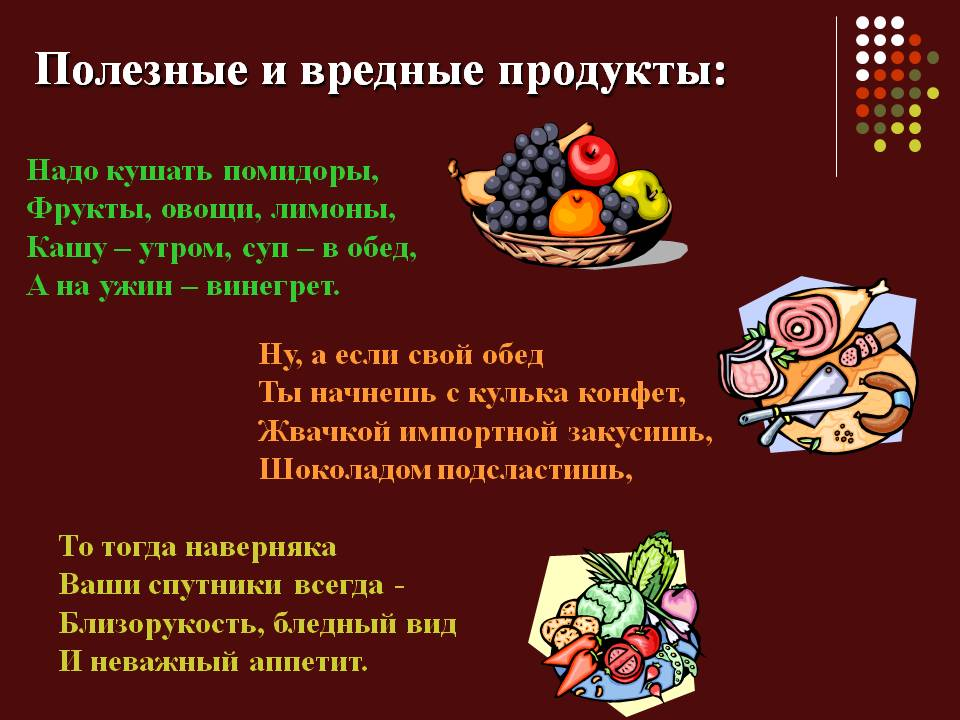 Полезные и вредные продукты:
Надо кушать помидоры,
Фрукты, овощи, лимоны,
Кашу – утром, суп – в обед,
А на ужин – винегрет.
Ну, а если свой обед
Ты начнешь с кулька конфет,
Жвачкой импортной закусишь,
Шоколадом подсластишь,
То тогда наверняка
Ваши спутники всегда -
Близорукость, бледный вид
И неважный аппетит.